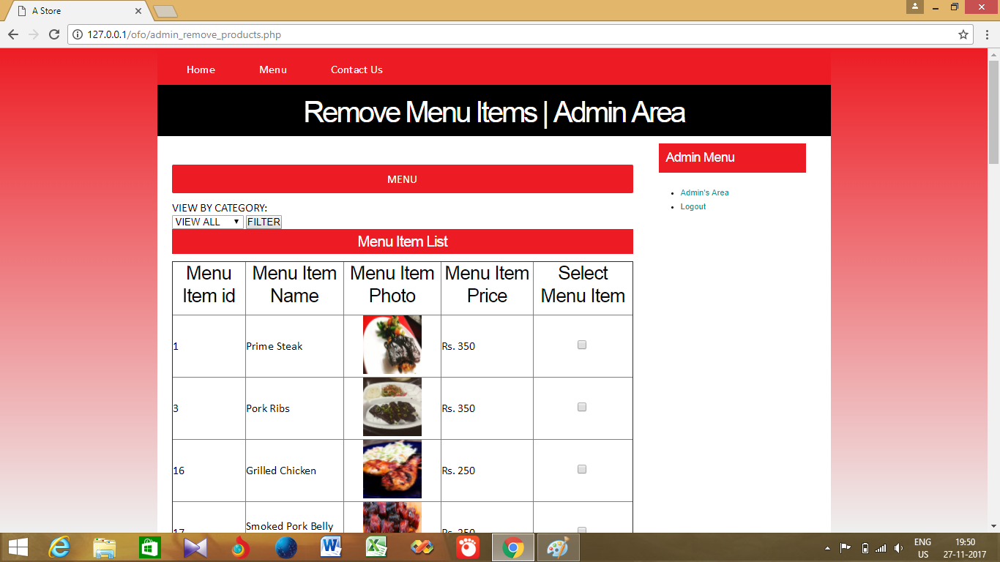 A Store
127.0.0.1/ofo/admin_remove_products.php
Home Menu Contact Us
Remove Menu Items | Admin Area
Admin Menu
Admin's Area
Logout
MENU
VIEW BY CATEGORY:
VIEW ALL FILTER
Menu Item List
Menu Item id Menu Item Name Menu Item Photo Menu Item Price Select Menu Item
1 Prime Steak Rs. 350
3 Pork Ribs Rs. 350
16 Grilled Chicken Rs. 250
17 Smoked Pork Belly Rs. 250
ENG 19:50
US 27-11-2017